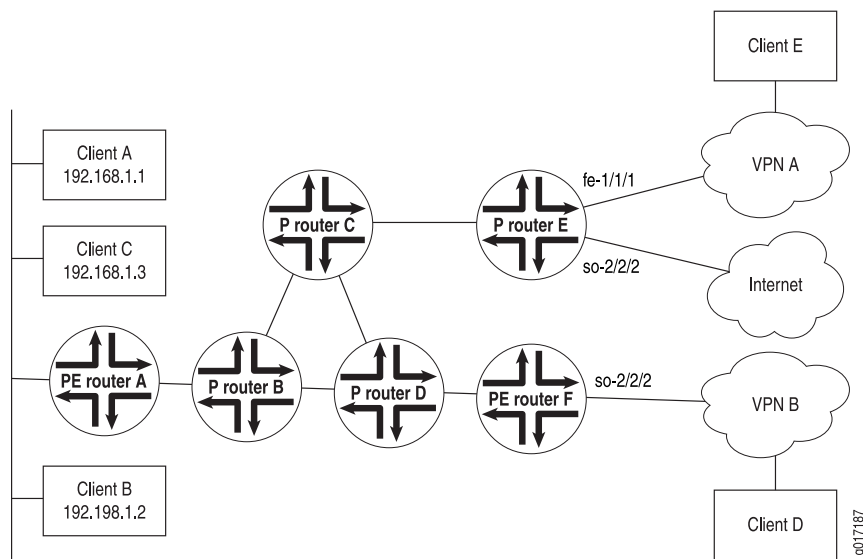 Client E
Client A
192.168.1.1
VPN A
fe-1/1/1
P router C
P router E
Client C
192.168.1.3
so-2/2/2
Internet
PE router A
P router B
P router D
PE router F
so-2/2/2
VPN B
Client B
192.198.1.2
Client D
g017187